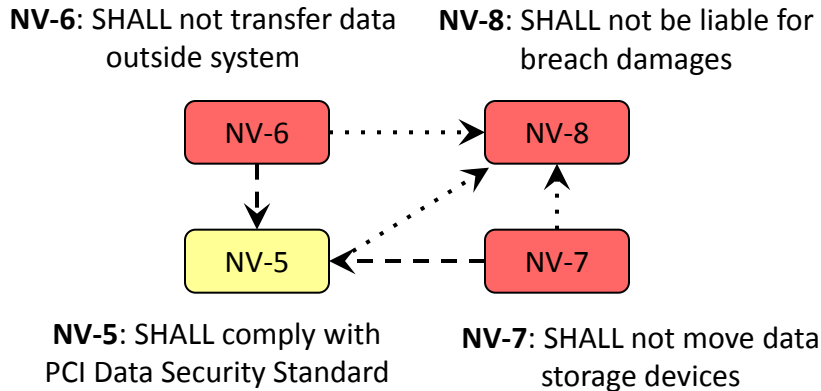 NV-6: SHALL not transfer data
outside system
NV-8: SHALL not be liable for
breach damages
NV-6
NV-8
NV-5
NV-7
NV-5: SHALL comply with
PCI Data Security Standard
NV-7: SHALL not move data
storage devices